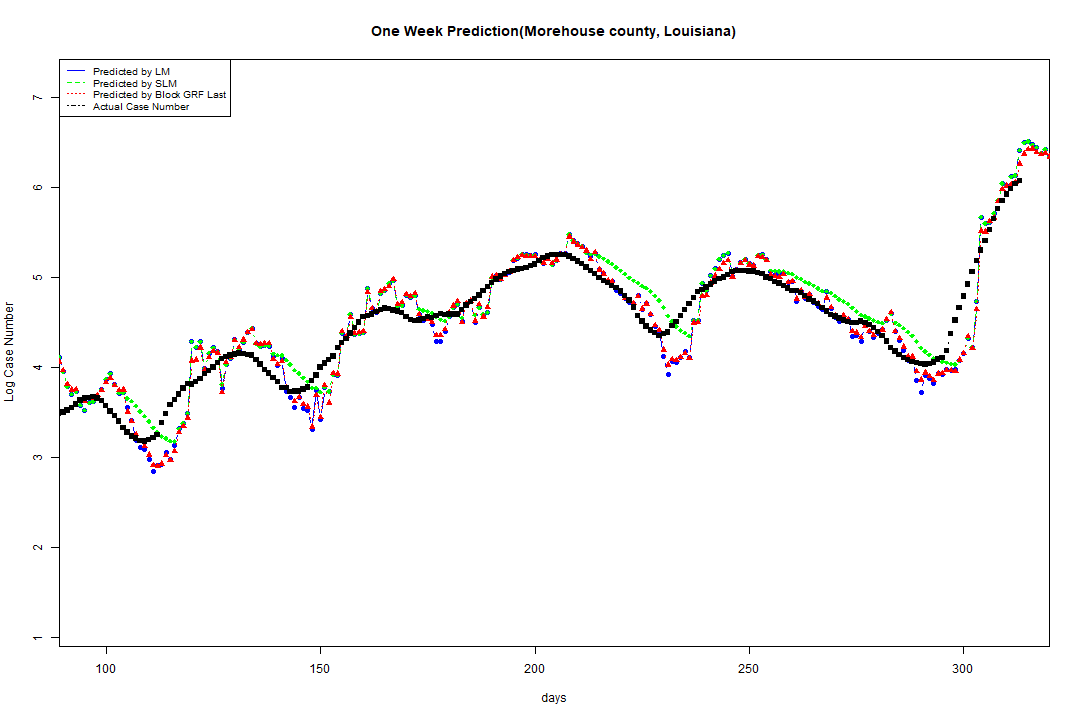 One Week Prediction(Morehouse county, Louisiana)
Predicted by LM
Predicted by SLM
Predicted by Block GRF Last
Actual Case Number
7
6
5
4
3
2
1
Log Case Number
100 150 200 250 300
days